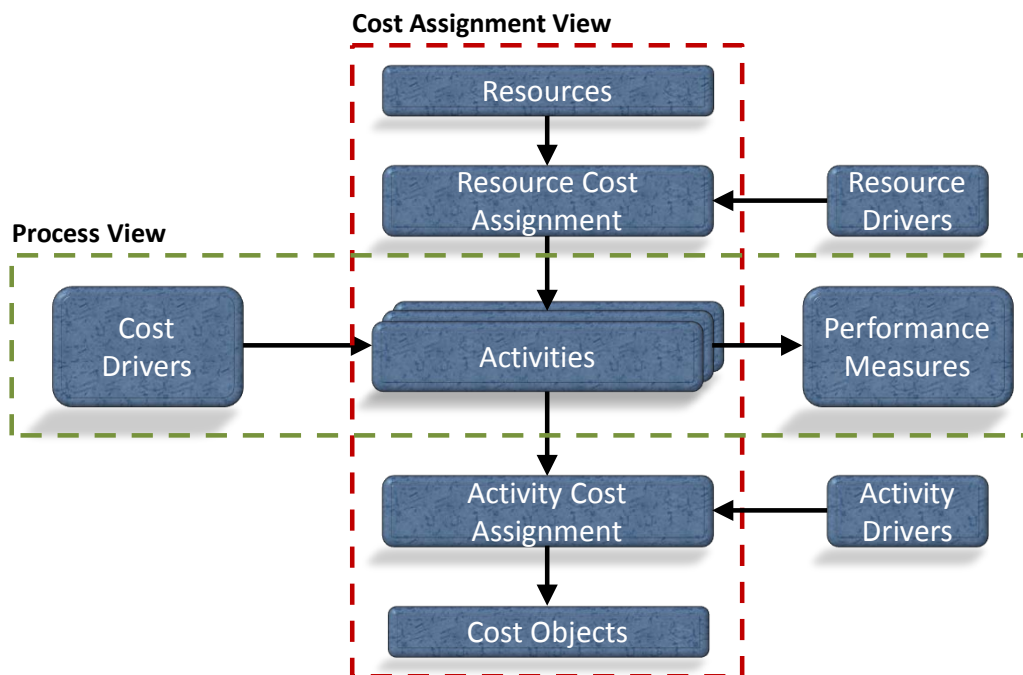 Cost Assignment View
Resources
Resource Cost
Assignment
Resource
Drivers
Process View
Cost
Drivers
Activities
Performance
Measures
Activity Cost
Assignment
Activity
Drivers
Cost Objects